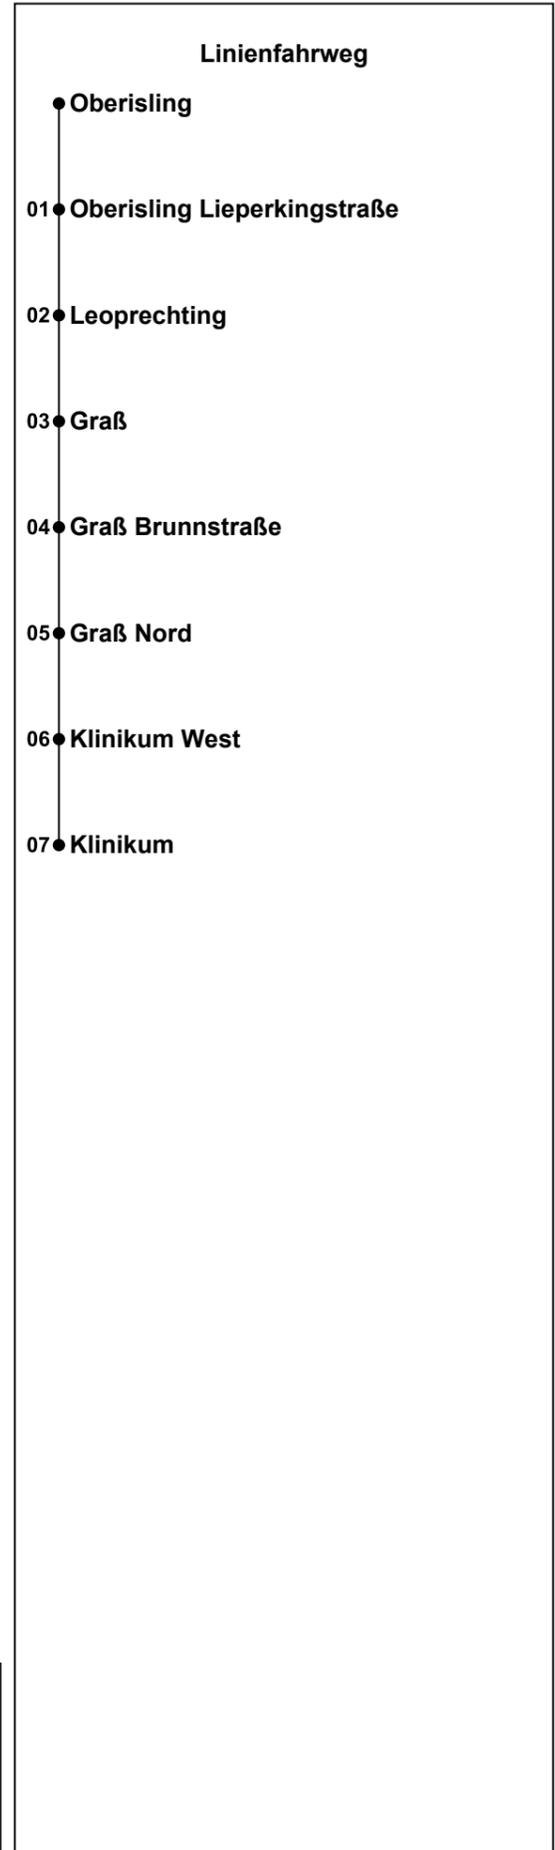 Linienfahrweg
Oberisling
01 Oberisling Lieperkingstraße
02 Leoprechting
03 Graß
04 Graß Brunnstraße
05 Graß Nord
06 Klinikum West
07 Klinikum